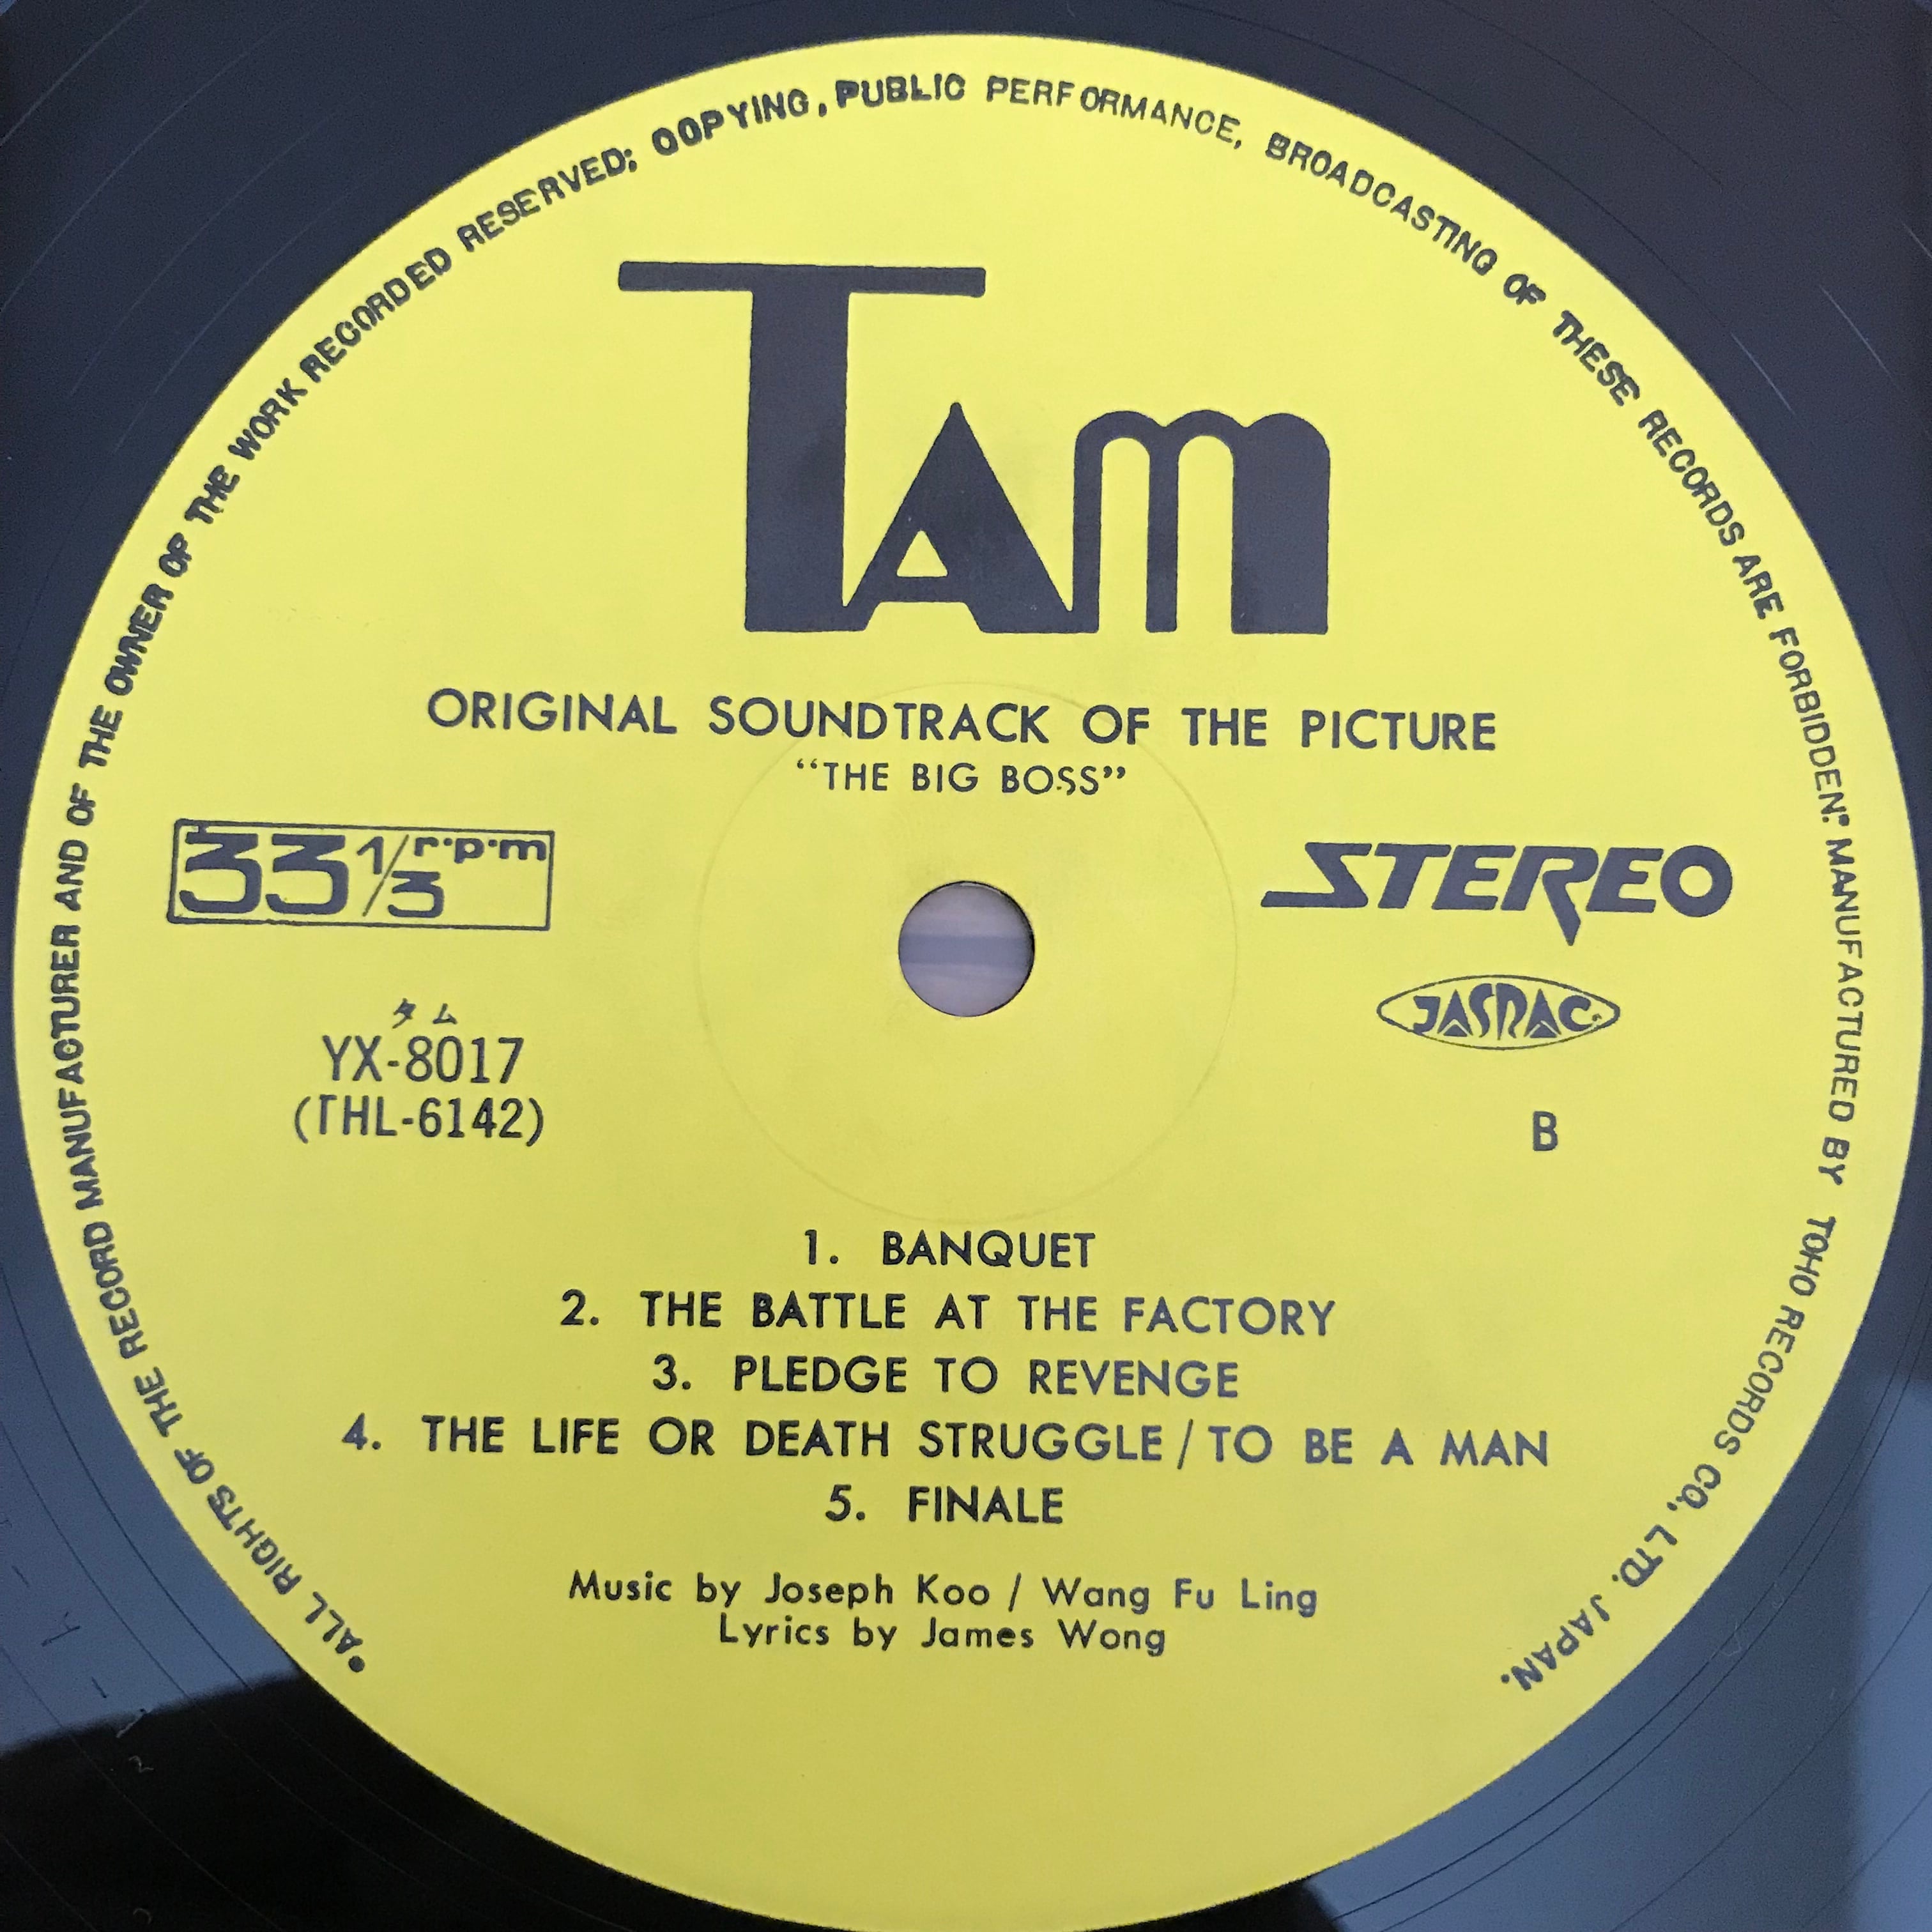 •ALL RIGHTS OF THE RECORD MANUFACTURER AND OF THE OWNER OF THE WORK RECORDED RESERVED; COPYING, PUBLIC PERFORMANCE, BROADCASTING OF THESE RECORDS ARE FORBIDDEN: MANUFACTURED BY TOHO RECORDS CO., LTD. JAPAN.
TAM
ORIGINAL SOUNDTRACK OF THE PICTURE
“THE BIG BOSS”
33 1/3 r·p·m
STEREO
タム
YX-8017
(THL-6142)
JASRAC
B
1. BANQUET
2. THE BATTLE AT THE FACTORY
3. PLEDGE TO REVENGE
4. THE LIFE OR DEATH STRUGGLE / TO BE A MAN
5. FINALE
Music by Joseph Koo / Wang Fu Ling
Lyrics by James Wong